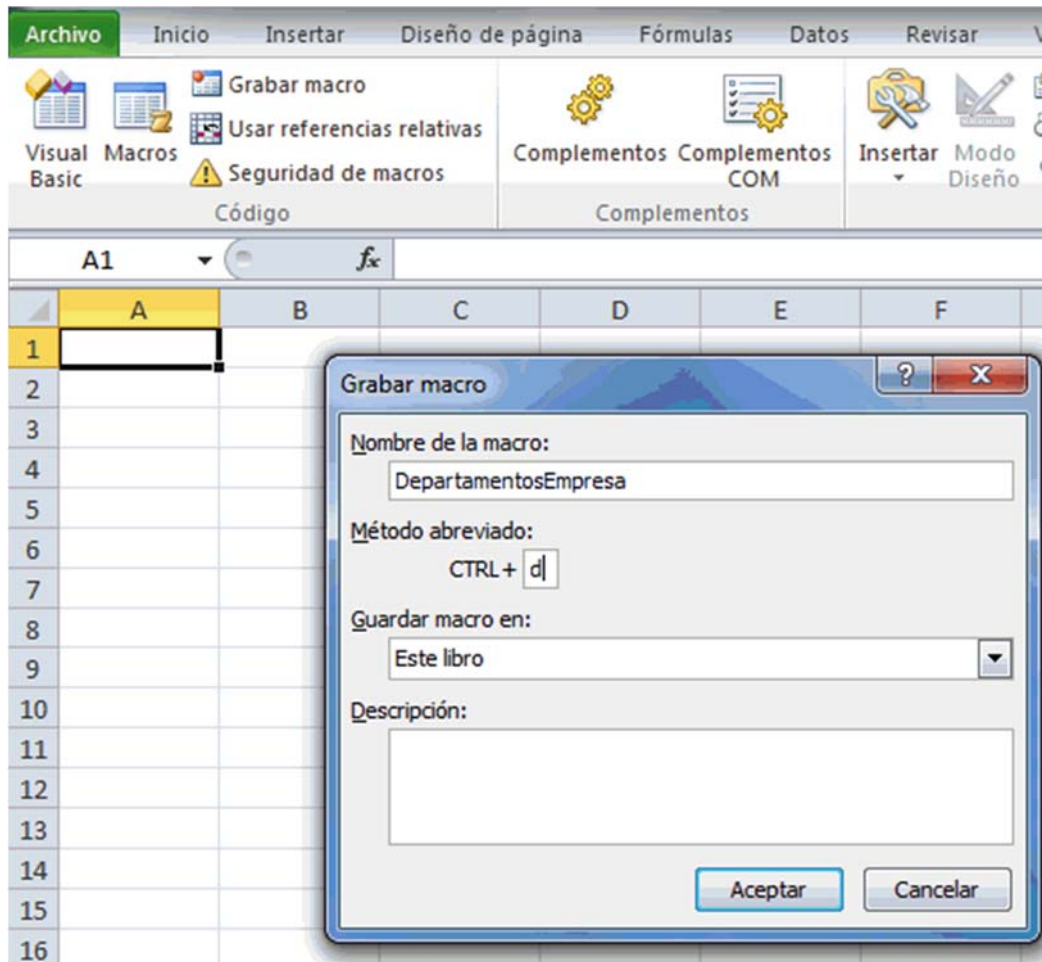 Archivo Inicio Insertar Diseño de página Fórmulas Datos Revisar
Grabar macro
Usar referencias relativas
Seguridad de macros
Visual Basic
Macros
Complementos
Complementos COM
Insertar
Modo Diseño
Código
Complementos
A1
fx
A B C D E F
1
2
3
4
5
6
7
8
9
10
11
12
13
14
15
16
Grabar macro
Nombre de la macro:
DepartamentosEmpresa
Método abreviado:
CTRL+ d
Guardar macro en:
Este libro
Descripción:
Aceptar Cancelar